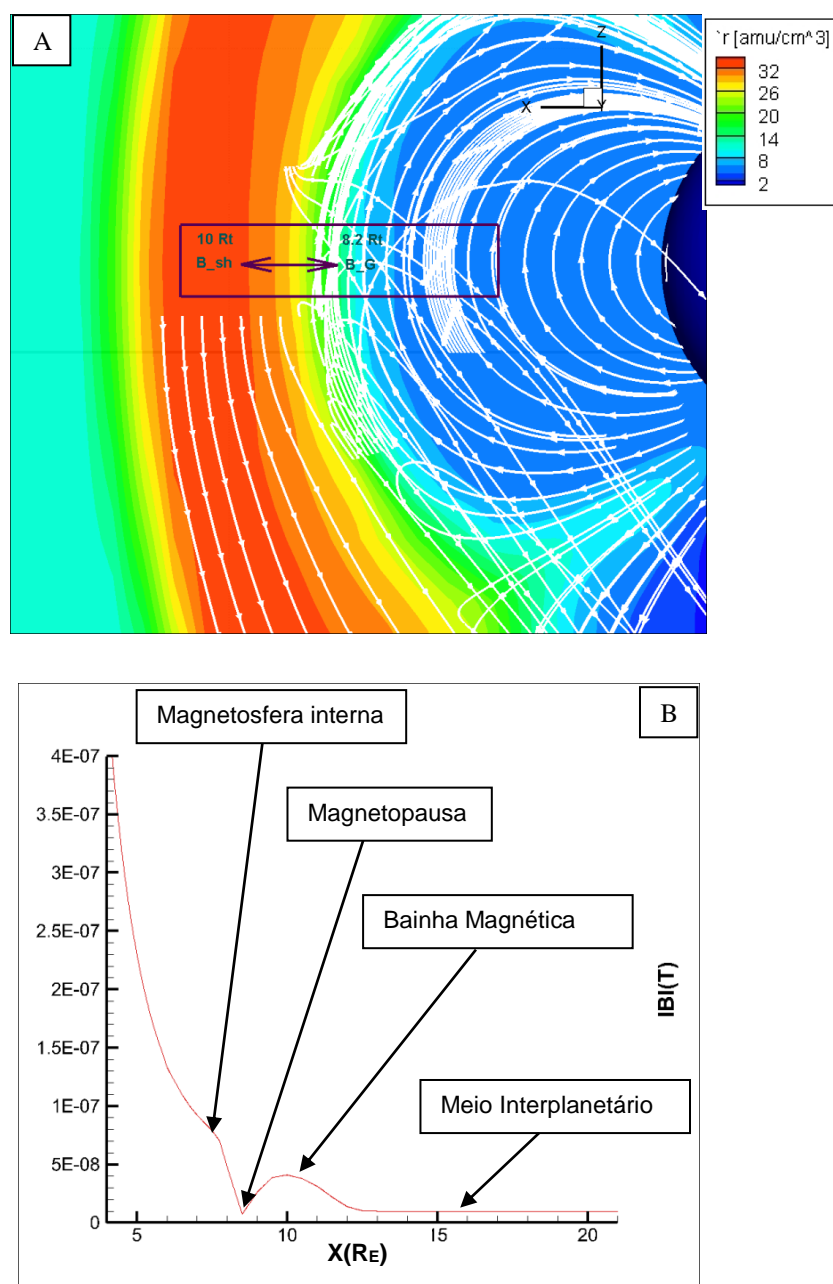 A
`r [amu/cm^3]
32
26
20
14
8
2
Z
X
Y
10 Rt
8.2 Rt
B_sh
B_G
B
Magnetosfera interna
Magnetopausa
Bainha Magnética
Meio Interplanetário
4E-07
3.5E-07
3E-07
2.5E-07
2E-07
1.5E-07
1E-07
5E-08
0
5
10
15
20
X(RE)
IBI(T)